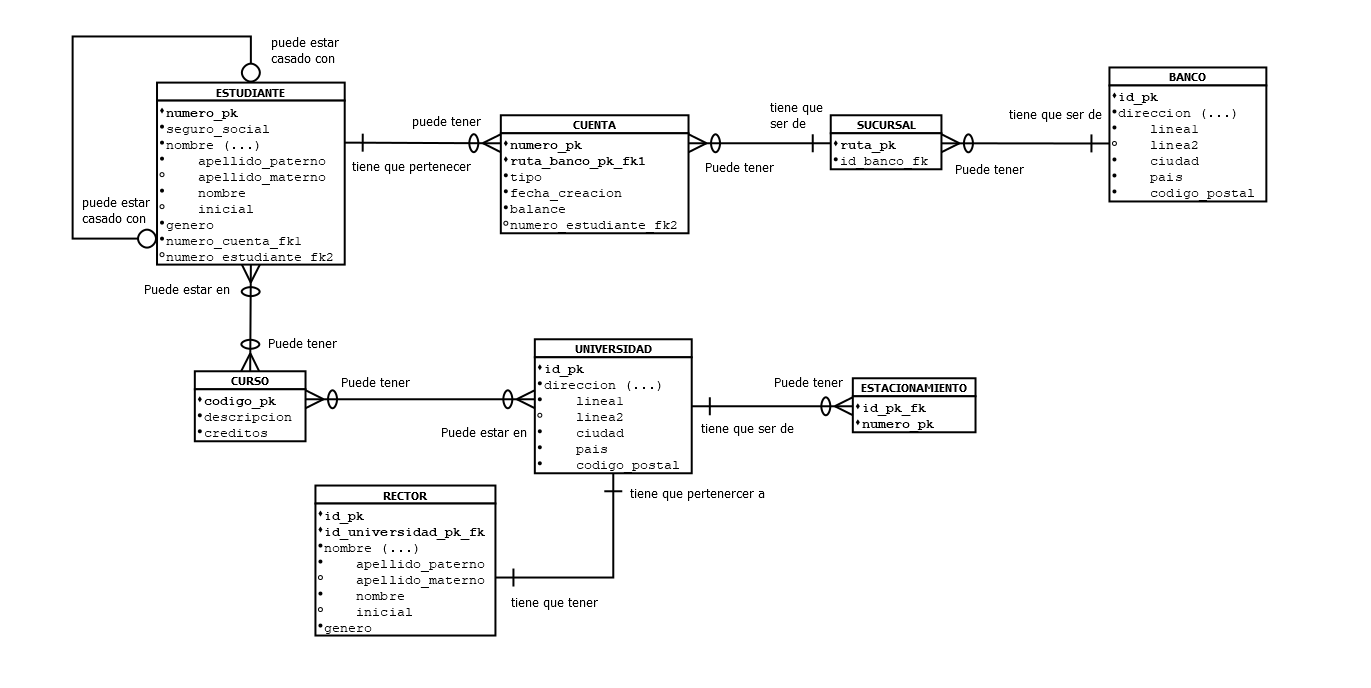 puede estar
casado con
ESTUDIANTE
numero_pk
seguro_social
nombre (...)
apellido_paterno
apellido_materno
nombre
inicial
genero
numero_cuenta_fk1
numero_estudiante_fk2
puede estar
casado con
puede tener
tiene que pertenecer
CUENTA
numero_pk
ruta_banco_pk_fk1
tipo
fecha_creacion
balance
numero_estudiante_fk2
tiene que
ser de
Puede tener
SUCURSAL
ruta_pk
id_banco_fk
tiene que ser de
Puede tener
BANCO
id_pk
direccion (...)
linea1
linea2
ciudad
pais
codigo_postal
Puede estar en
Puede tener
CURSO
codigo_pk
descripcion
creditos
Puede tener
Puede estar en
UNIVERSIDAD
id_pk
direccion (...)
linea1
linea2
ciudad
pais
codigo_postal
Puede tener
tiene que ser de
ESTACIONAMIENTO
id_pk_fk
numero_pk
tiene que pertenercer a
RECTOR
id_pk
id_universidad_pk_fk
nombre (...)
apellido_paterno
apellido_materno
nombre
inicial
genero
tiene que tener